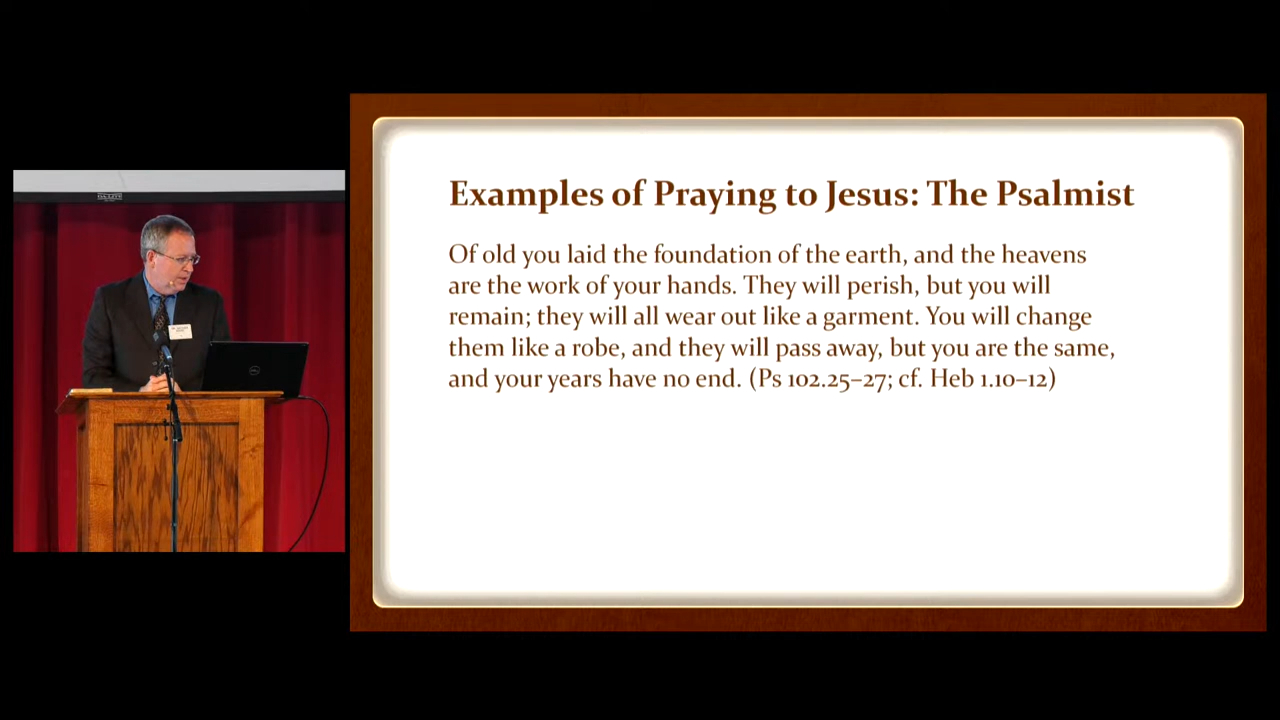 Examples of Praying to Jesus: The Psalmist
Of old you laid the foundation of the earth, and the heavens
are the work of your hands. They will perish, but you will
remain; they will all wear out like a garment. You will change
them like a robe, and they will pass away, but you are the same,
and your years have no end. (Ps 102.25–27; cf. Heb 1.10–12)
DELL